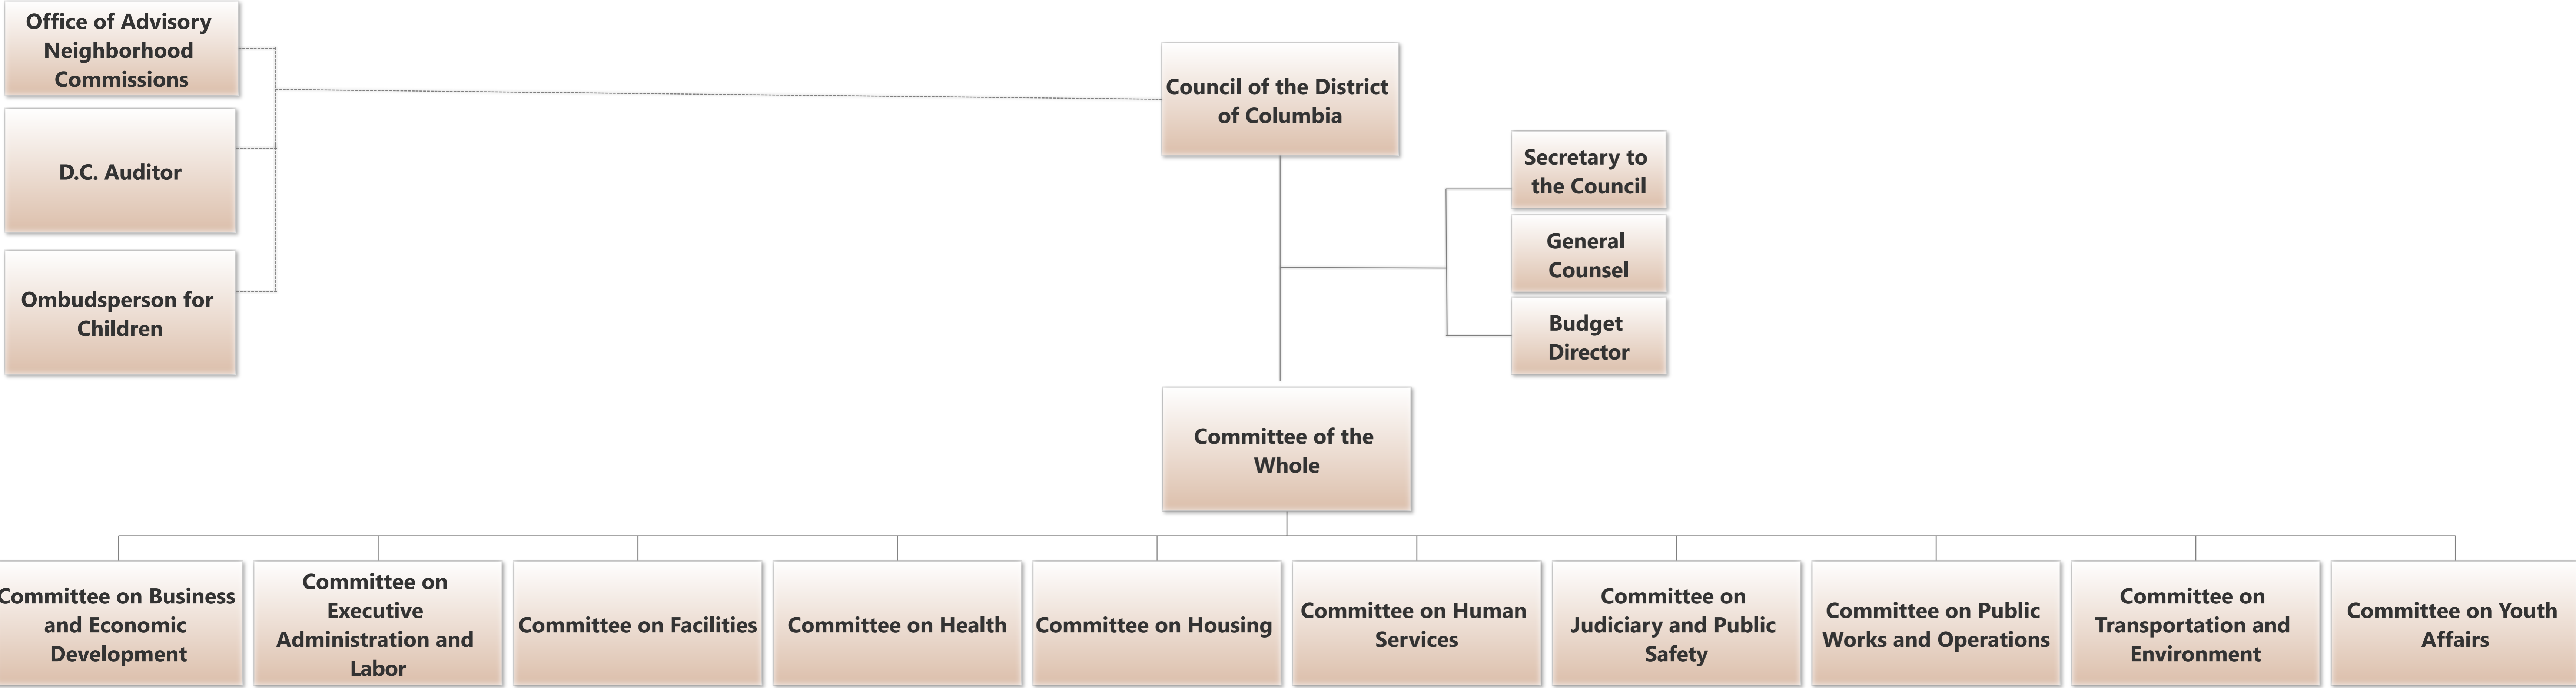 Office of Advisory
Neighborhood
Commissions
D.C. Auditor
Ombudsperson for
Children
Council of the District
of Columbia
Secretary to
the Council
General
Counsel
Budget
Director
Committee of the
Whole
Committee on Business
and Economic
Development
Committee on
Executive
Administration and
Labor
Committee on Facilities
Committee on Health
Committee on Housing
Committee on Human
Services
Committee on
Judiciary and Public
Safety
Committee on Public
Works and Operations
Committee on
Transportation and
Environment
Committee on Youth
Affairs